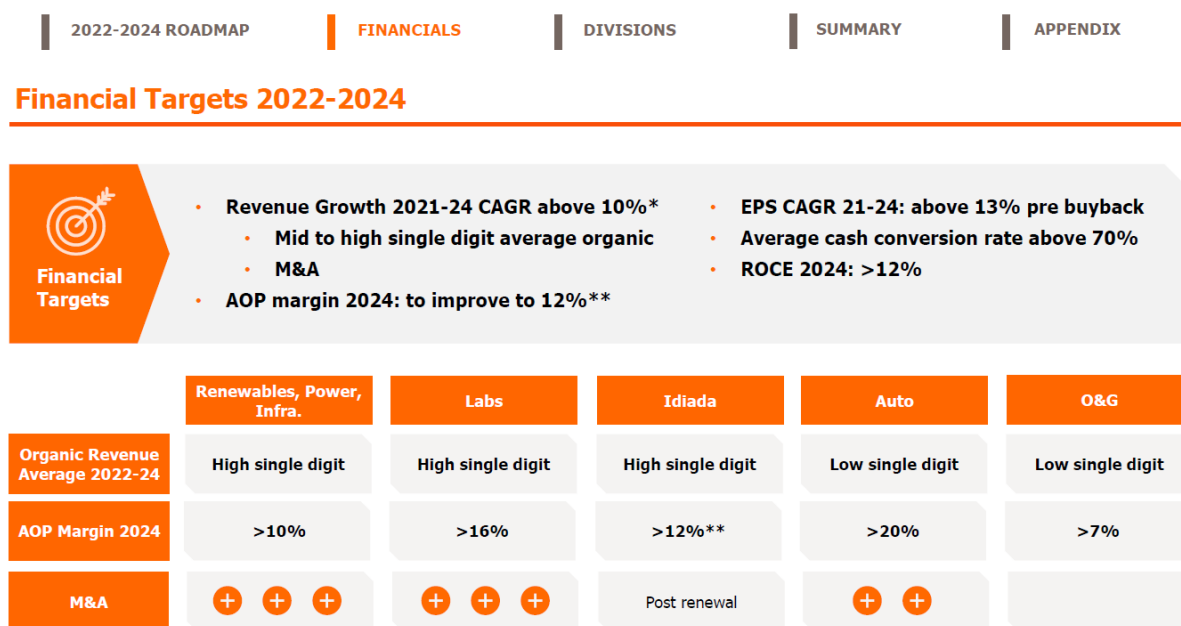 2022-2024 ROADMAP
FINANCIALS
DIVISIONS
SUMMARY
APPENDIX
Financial Targets 2022-2024
Financial
Targets
• Revenue Growth 2021-24 CAGR above 10%*
• Mid to high single digit average organic
• M&A
• AOP margin 2024: to improve to 12%**
• EPS CAGR 21-24: above 13% pre buyback
• Average cash conversion rate above 70%
• ROCE 2024: >12%
Renewables, Power,
Infra.
Labs
Idiada
Auto
O&G
Organic Revenue
Average 2022-24
High single digit
High single digit
High single digit
Low single digit
Low single digit
AOP Margin 2024
>10%
>16%
>12%**
>20%
>7%
M&A
+ + +
+ + +
Post renewal
+ +